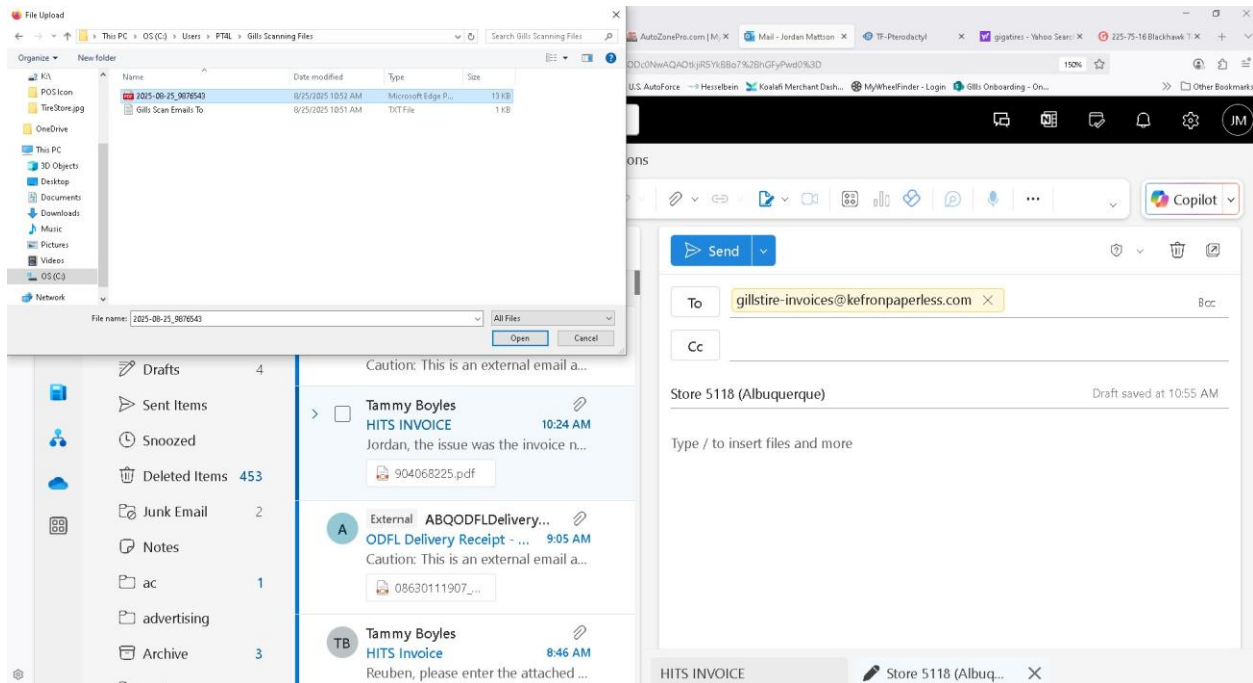 File Upload
This PC > OS (C:) > Users > PT4L > Gills Scanning Files
Search Gills Scanning Files
Organize
New folder
Name
Date modified
Type
Size
2025-08-25_9876543
8/25/2025 10:52 AM
Microsoft Edge P...
13 KB
Gills Scan Emails To
8/25/2025 10:51 AM
TXT File
1 KB
POS Icon
TireStore.jpg
OneDrive
This PC
3D Objects
Desktop
Documents
Downloads
Music
Pictures
Videos
OS (C:)
Network
File name:
2025-08-25_9876543
All Files
Open
Cancel
AutoZonePro.com | M
Mail - Jordan Mattson
TF-Pterodactyl
gigatires - Yahoo Searc
225-75-16 Blackhawk T
150%
U.S. AutoForce
Hesselbein
Koalafi Merchant Dash...
MyWheelFinder - Login
Gills Onboarding - On...
Other Bookmarks
JM
ons
Copilot
Send
To
gillstire-invoices@kefronpaperless.com
Bcc
Cc
Store 5118 (Albuquerque)
Draft saved at 10:55 AM
Type / to insert files and more
Drafts 4
Sent Items
Snoozed
Deleted Items 453
Junk Email 2
Notes
ac 1
advertising
Archive 3
Caution: This is an external email a...
Tammy Boyles
HITS INVOICE 10:24 AM
Jordan, the issue was the invoice n...
904068225.pdf
A
External ABQODFLDelivery...
ODFL Delivery Receipt - ... 9:05 AM
Caution: This is an external email a...
08630111907_...
TB
Tammy Boyles
HITS Invoice 8:46 AM
Reuben, please enter the attached ...
HITS INVOICE
Store 5118 (Albuq...